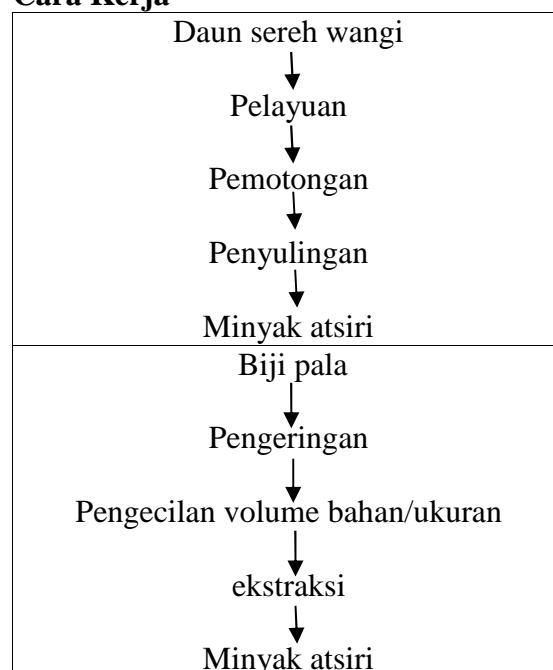 Cara Kerja
Daun sereh wangi
Pelayuan
Pemotongan
Penyulingan
Minyak atsiri
Biji pala
Pengeringan
Pengecilan volume bahan/ukuran
ekstraksi
Minyak atsiri